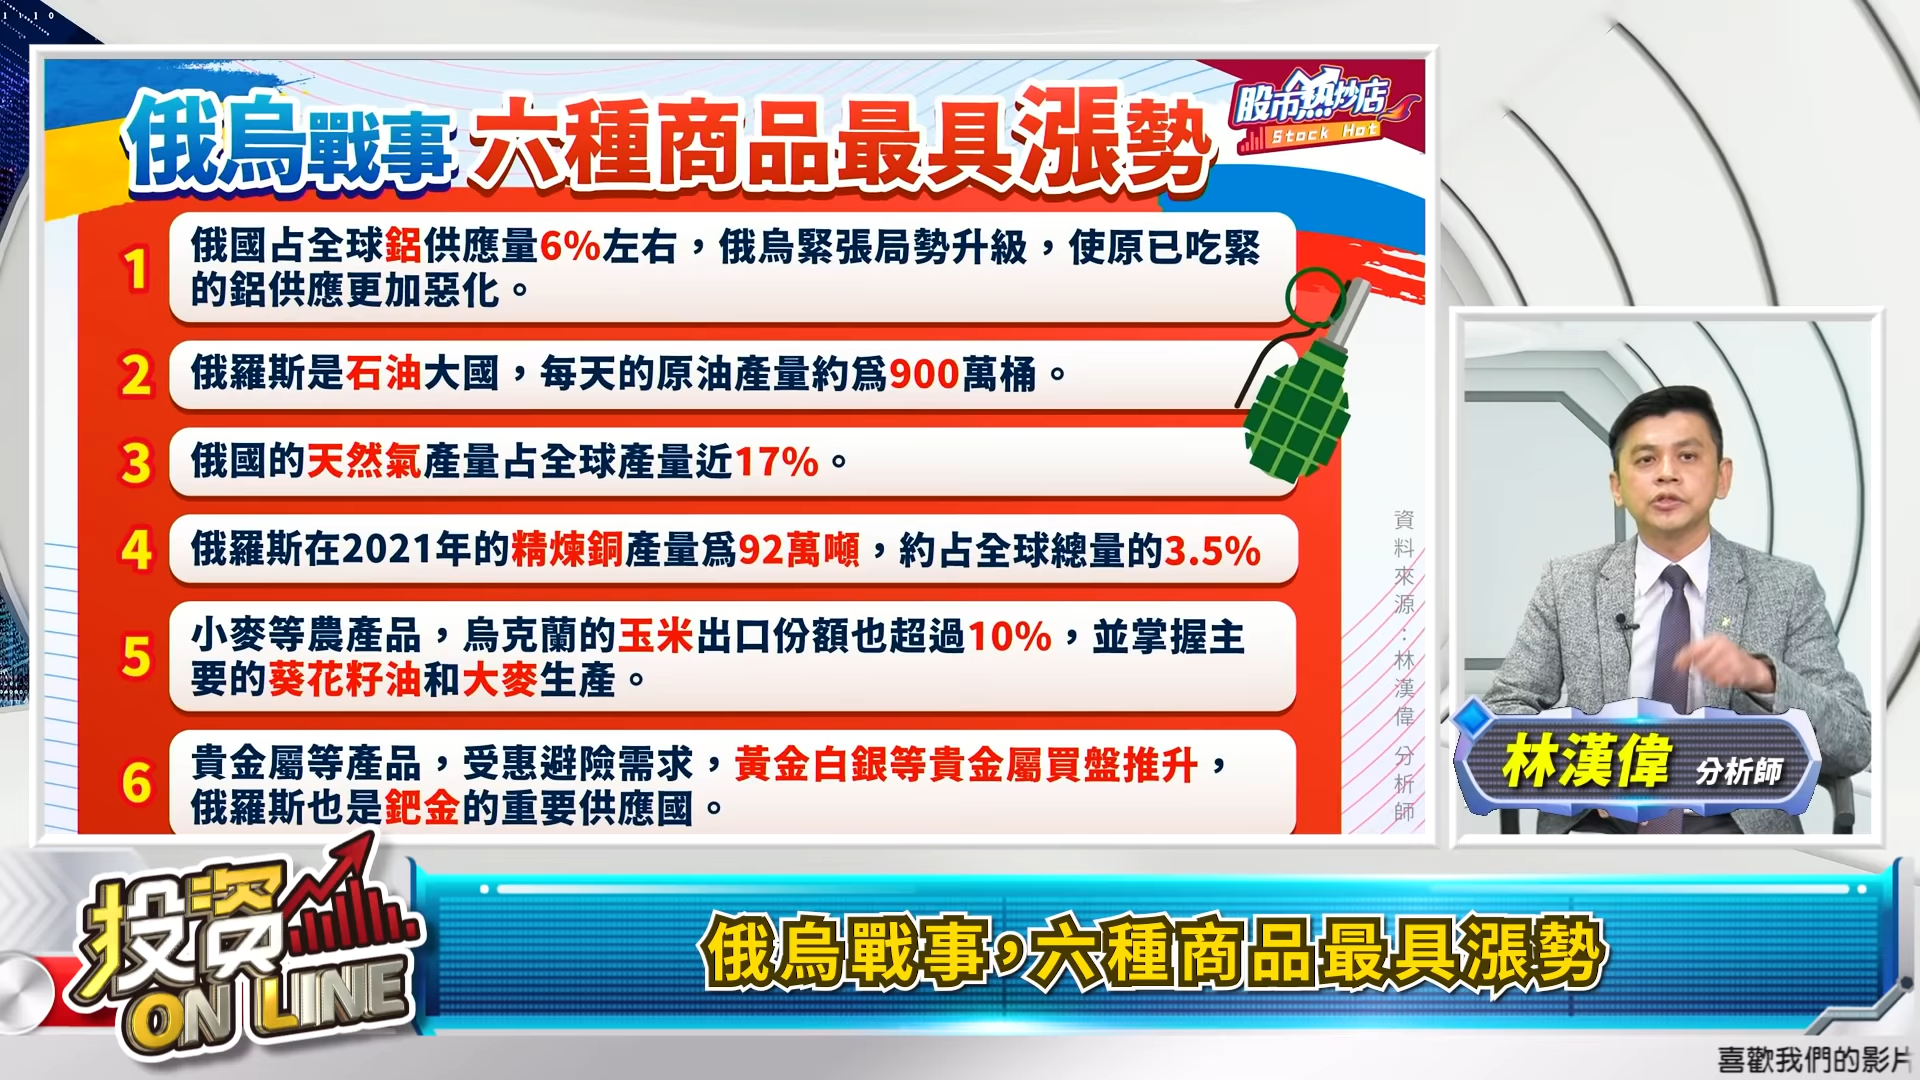 1110
俄烏戰事 六種商品最具漲勢
股市熱炒店
Stock Hot
1
俄國占全球鋁供應量6%左右，俄烏緊張局勢升級，使原已吃緊
的鋁供應更加惡化。
2
俄羅斯是石油大國，每天的原油產量約爲900萬桶。
3
俄國的天然氣產量占全球產量近17%。
4
俄羅斯在2021年的精煉銅產量爲92萬噸，約占全球總量的3.5%
5
小麥等農產品，烏克蘭的玉米出口份額也超過10%，並掌握主
要的葵花籽油和大麥生產。
6
貴金屬等產品，受惠避險需求，黃金白銀等貴金屬買盤推升，
俄羅斯也是鈀金的重要供應國。
資料來源：林漢偉 分析師
林漢偉 分析師
投資
ON LINE
俄烏戰事，六種商品最具漲勢
喜歡我們的影片